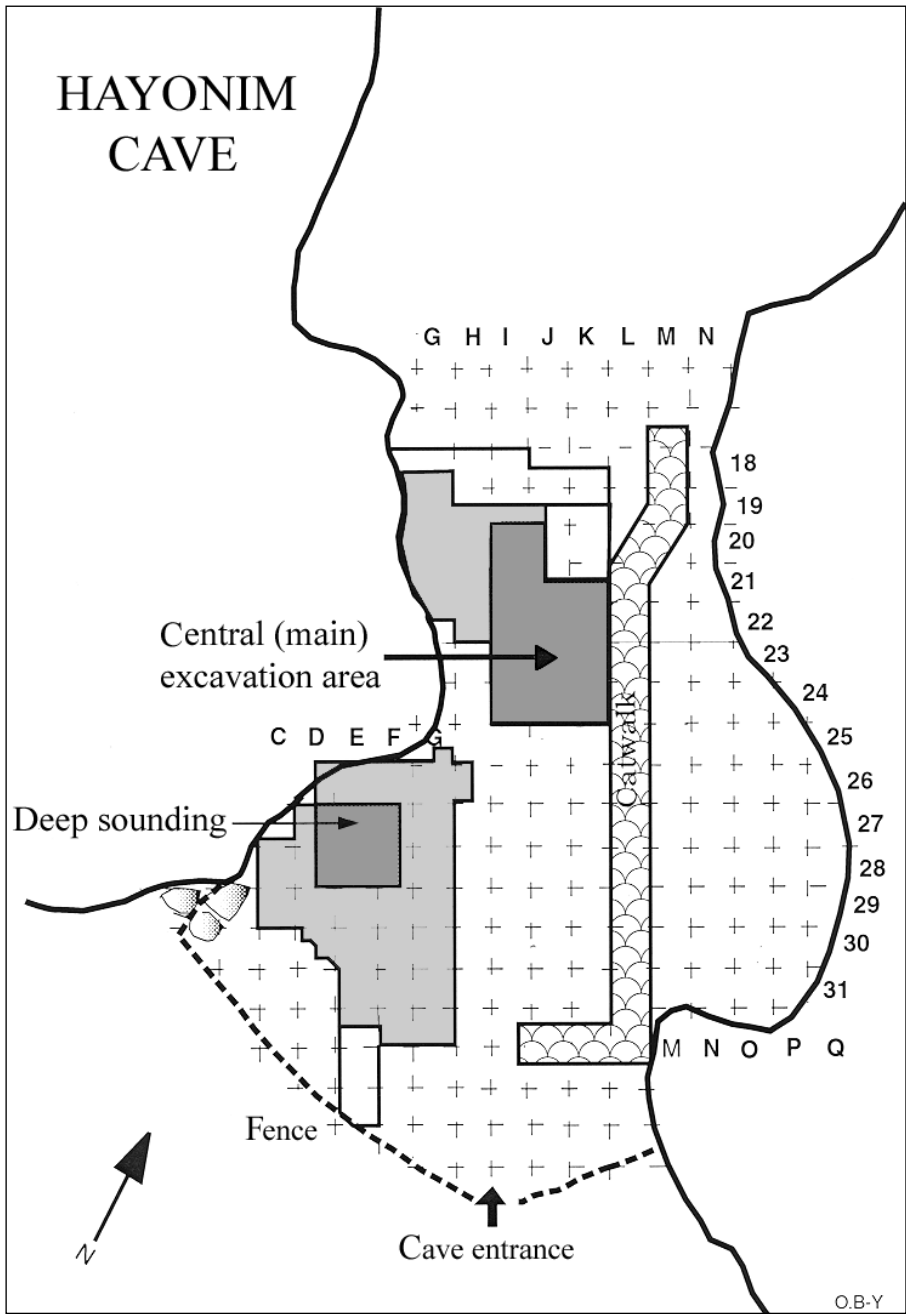 HAYONIM
CAVE
G H I J K L M N
18
19
20
21
22
Central (main)
excavation area
23
24
C D E F G
25
26
Catwalk
Deep sounding
27
28
29
30
31
M N O P Q
Fence
N
Cave entrance
O.B-Y